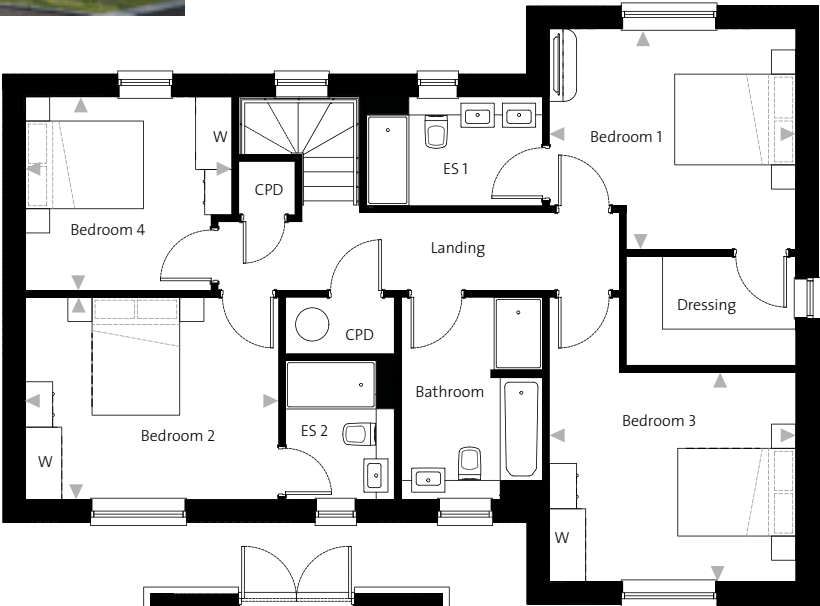 W
Bedroom 1
ES 1
CPD
Bedroom 4
Landing
Dressing
CPD
Bathroom
Bedroom 3
ES 2
Bedroom 2
W
W